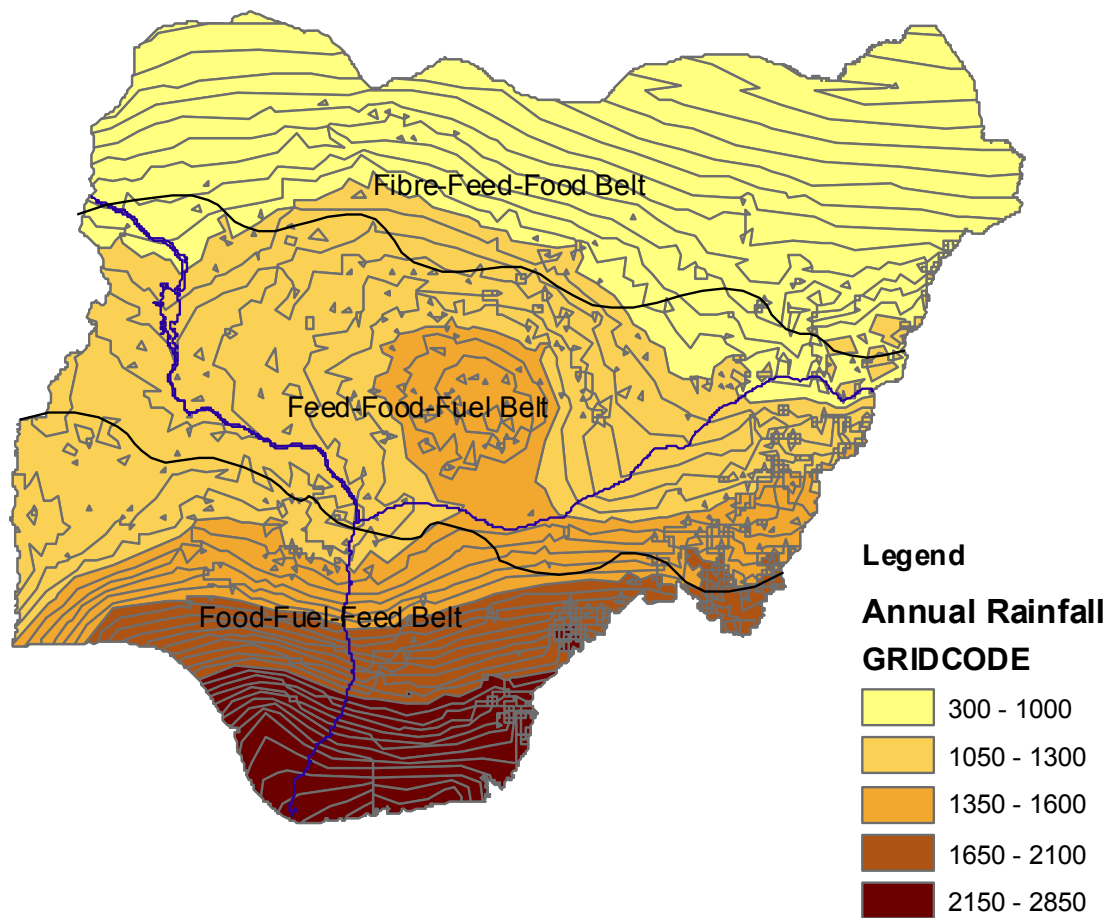 Fibre-Feed-Food Belt
Feed-Food-Fuel Belt
Food-Fuel-Feed Belt
Legend
Annual Rainfall
GRIDCODE
300 - 1000
1050 - 1300
1350 - 1600
1650 - 2100
2150 - 2850